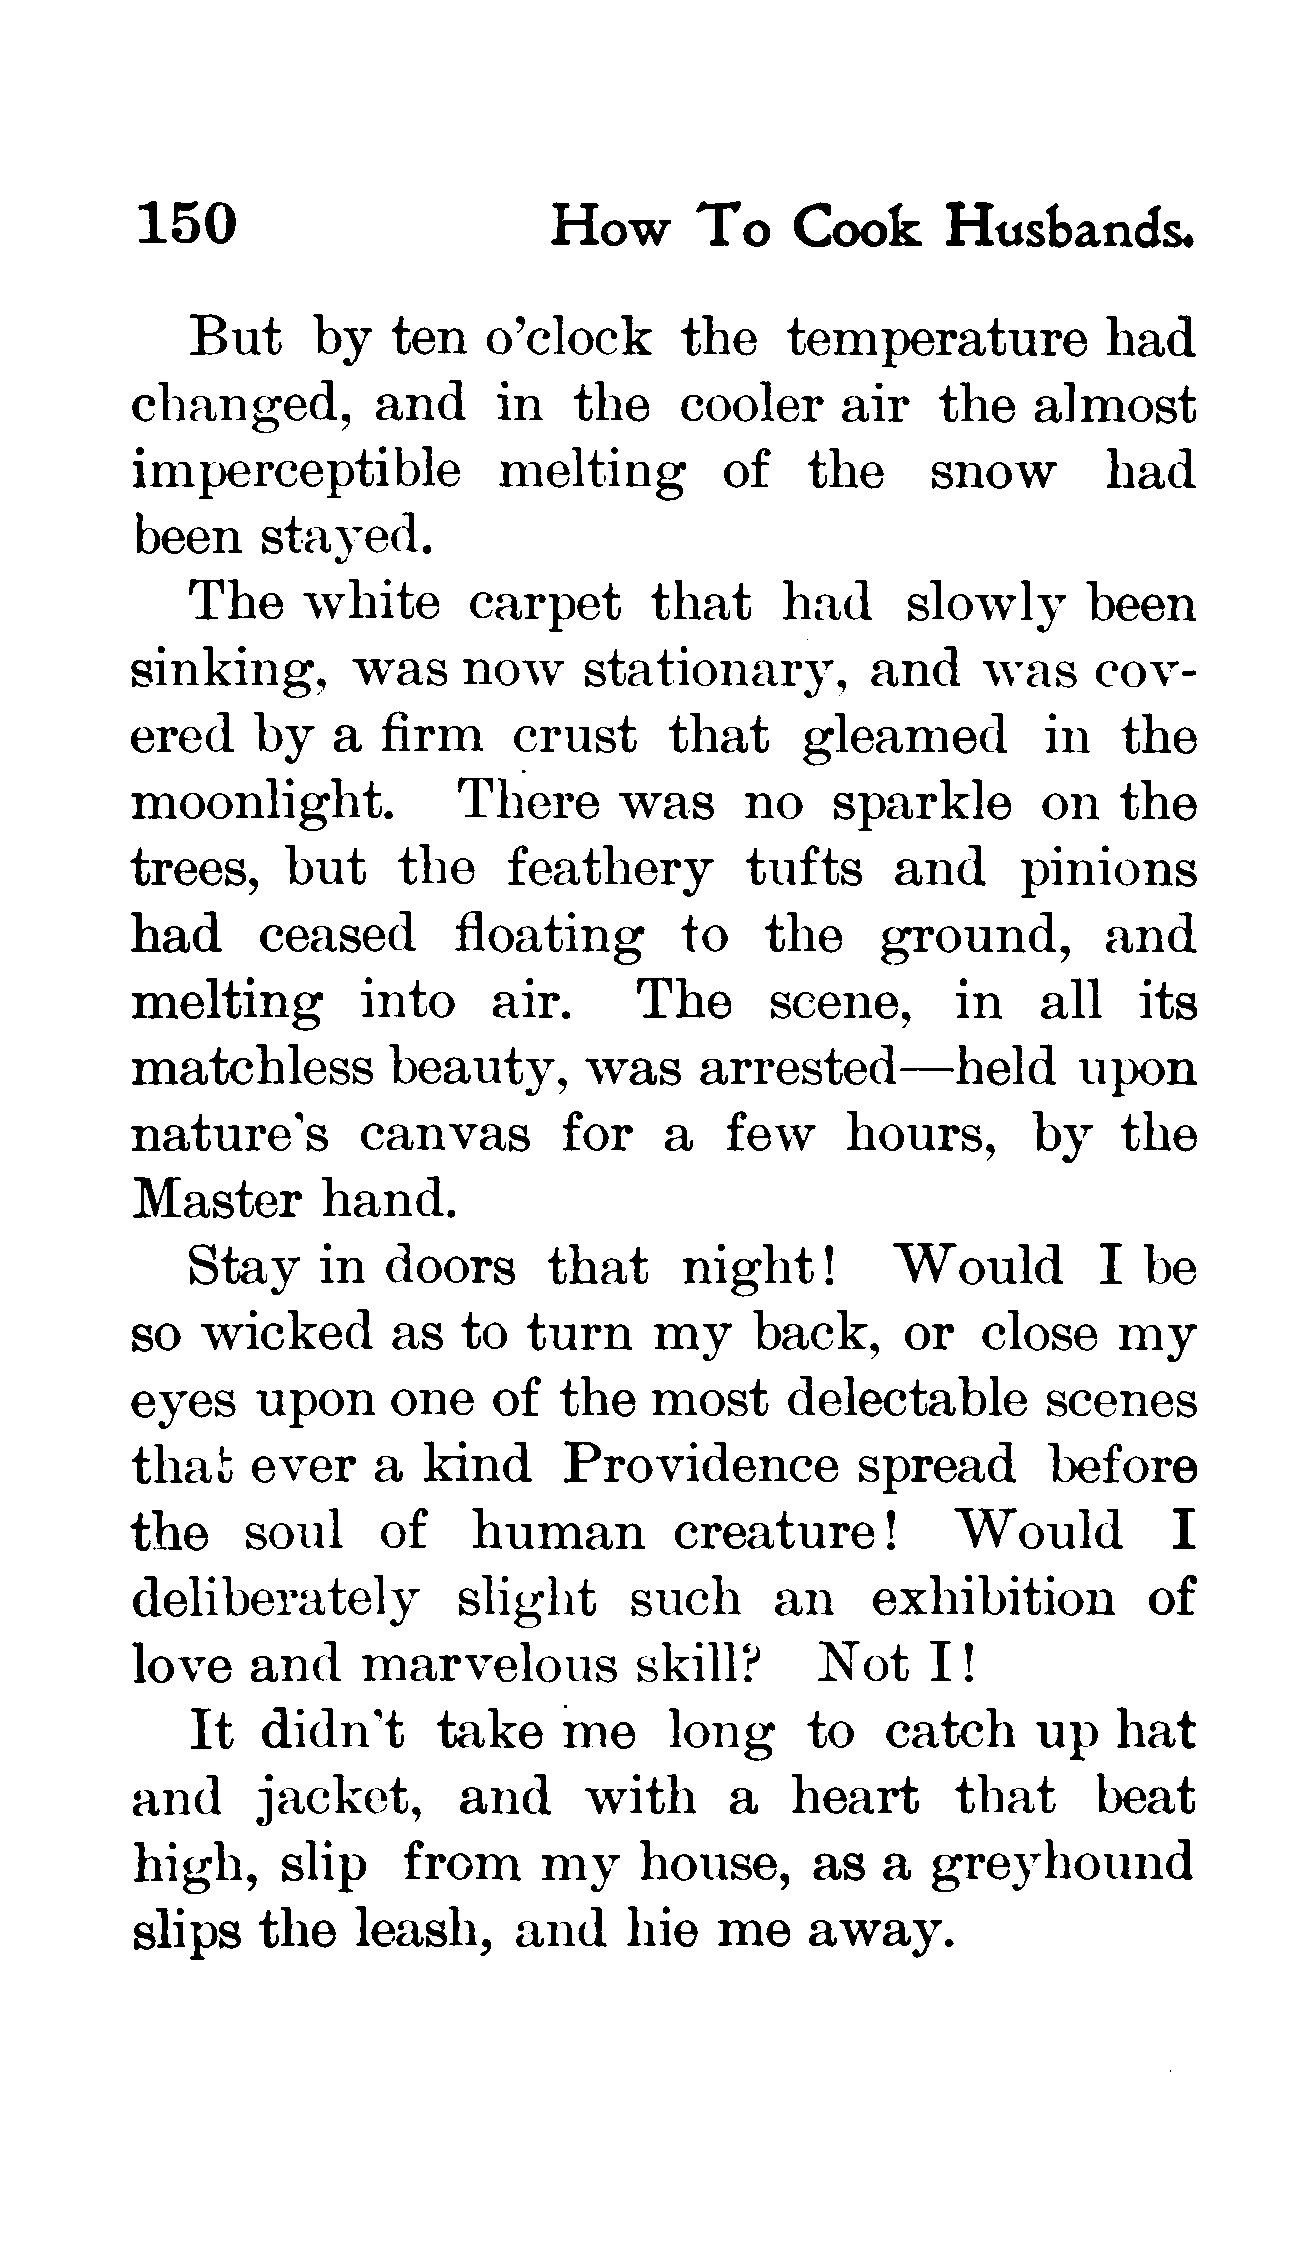 150 How To Cook Husbands.
But by ten o'clock the temperature had
changed, and in the cooler air the almost
imperceptible melting of the snow had
been stayed.
The white carpet that had slowly been
sinking, was now stationary, and was cov-
ered by a firm crust that gleamed in the
moonlight. There was no sparkle on the
trees, but the feathery tufts and pinions
had ceased floating to the ground, and
melting into air. The scene, in all its
matchless beauty, was arrested—held upon
nature's canvas for a few hours, by the
Master hand.
Stay in doors that night! Would I be
so wicked as to turn my back, or close my
eyes upon one of the most delectable scenes
that ever a kind Providence spread before
the soul of human creature! Would I
deliberately slight such an exhibition of
love and marvelous skill? Not I!
It didn't take me long to catch up hat
and jacket, and with a heart that beat
high, slip from my house, as a greyhound
slips the leash, and hie me away.